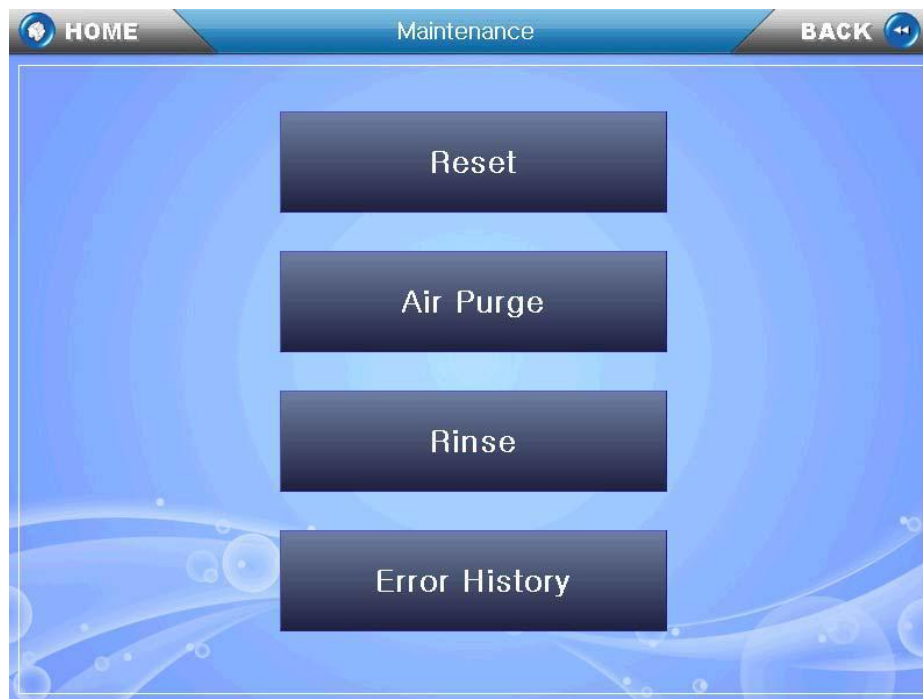 HOME
Maintenance
BACK
Reset
Air Purge
Rinse
Error History